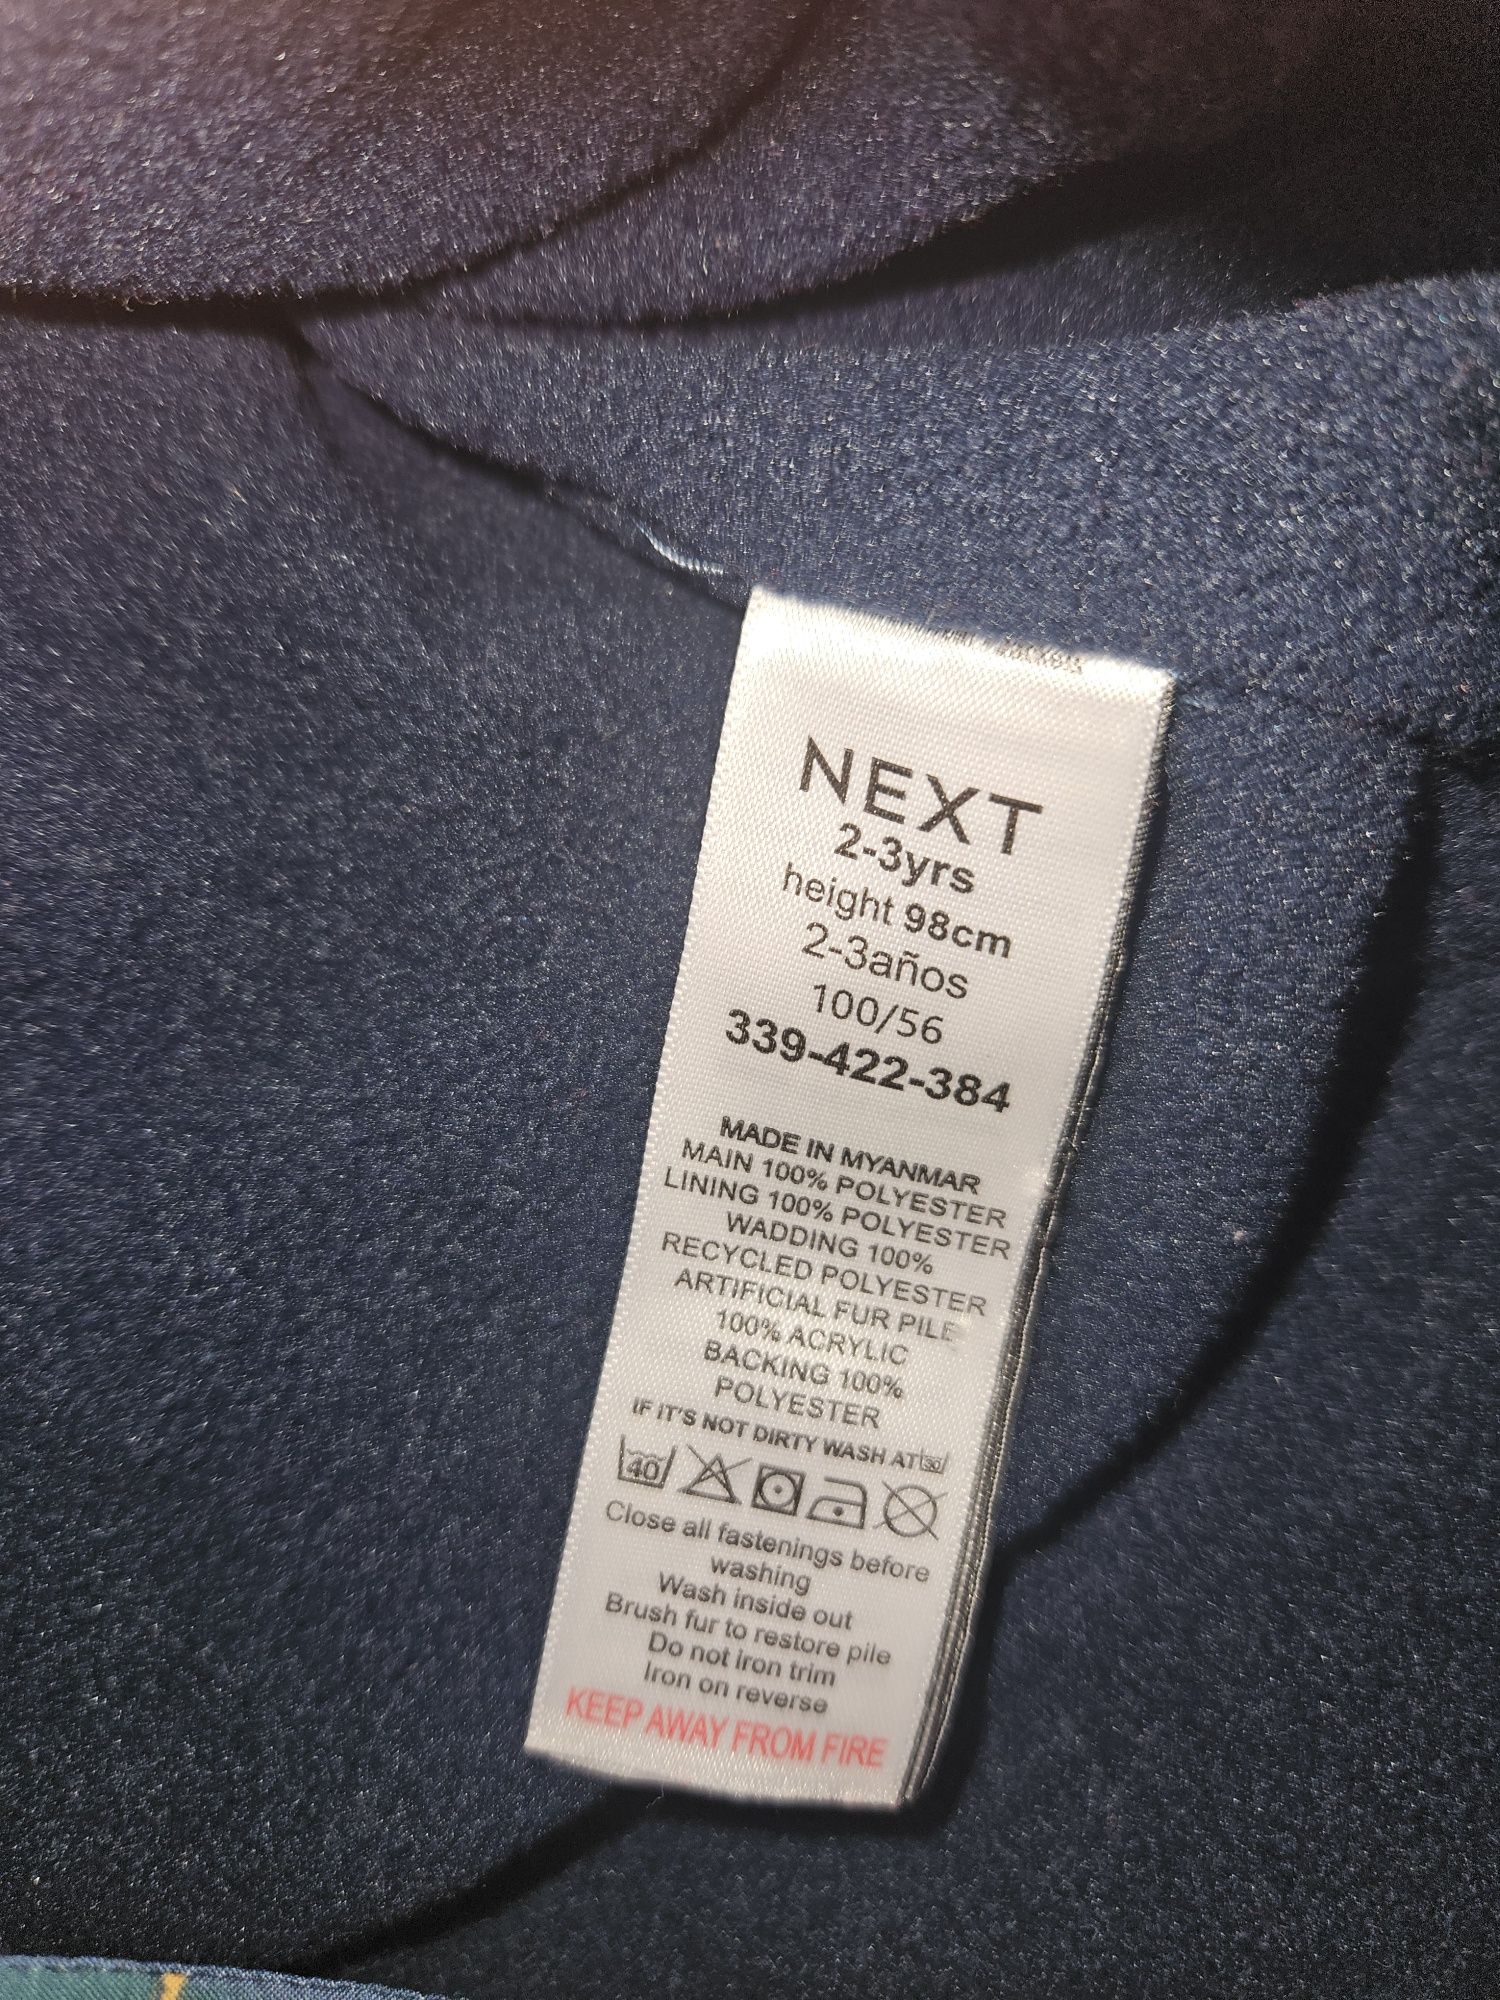 NEXT
2-3yrs
height 98cm
2-3años
100/56
339-422-384
MADE IN MYANMAR
MAIN 100% POLYESTER
LINING 100% POLYESTER
WADDING 100%
RECYCLED POLYESTER
ARTIFICIAL FUR PILE
100% ACRYLIC
BACKING 100%
POLYESTER
IF IT'S NOT DIRTY WASH AT 30
40
Close all fastenings before
washing
Wash inside out
Brush fur to restore pile
Do not iron trim
Iron on reverse
KEEP AWAY FROM FIRE